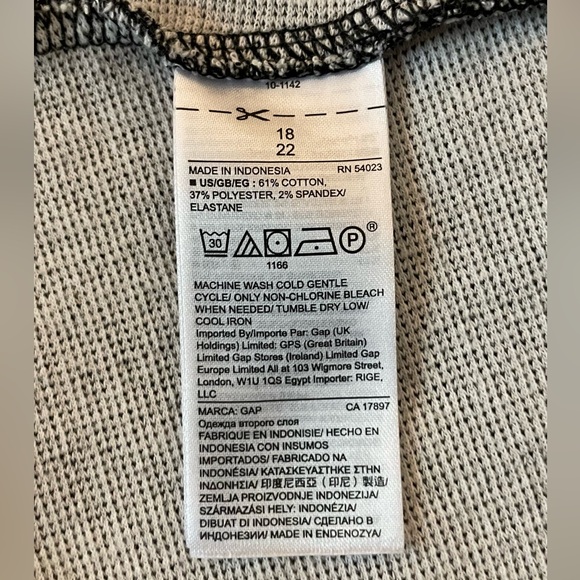 10-1142
18
22
MADE IN INDONESIA RN 54023
■ US/GB/EG : 61% COTTON,
37% POLYESTER, 2% SPANDEX/
ELASTANE
30 P ®
1166
MACHINE WASH COLD GENTLE
CYCLE/ ONLY NON-CHLORINE BLEACH
WHEN NEEDED/ TUMBLE DRY LOW/
COOL IRON
Imported By/Importe Par: Gap (UK
Holdings) Limited: GPS (Great Britain)
Limited Gap Stores (Ireland) Limited Gap
Europe Limited All at 103 Wigmore Street,
London, W1U 1QS Egypt Importer: RIGE,
LLC
MARCA: GAP CA 17897
Одежда второго слоя
FABRIQUE EN INDONISIE/ HECHO EN
INDONESIA CON INSUMOS
IMPORTADOS/ FABRICADO NA
INDONÉSIA/ ΚΑΤΑΣΚΕΥΑΣΤΗΚΕ ΣΤΗΝ
ΙΝΔΟΝΗΣΙΑ/ 印度尼西亞 (印尼) 製造/
ZEMLJA PROIZVODNJE INDONEZIJA/
SZÁRMAZÁSI HELY: INDONÉZIA/
DIBUAT DI INDONESIA/ СДЕЛАНО В
ИНДОНЕЗИИ/ MADE IN ENDENOZYA/